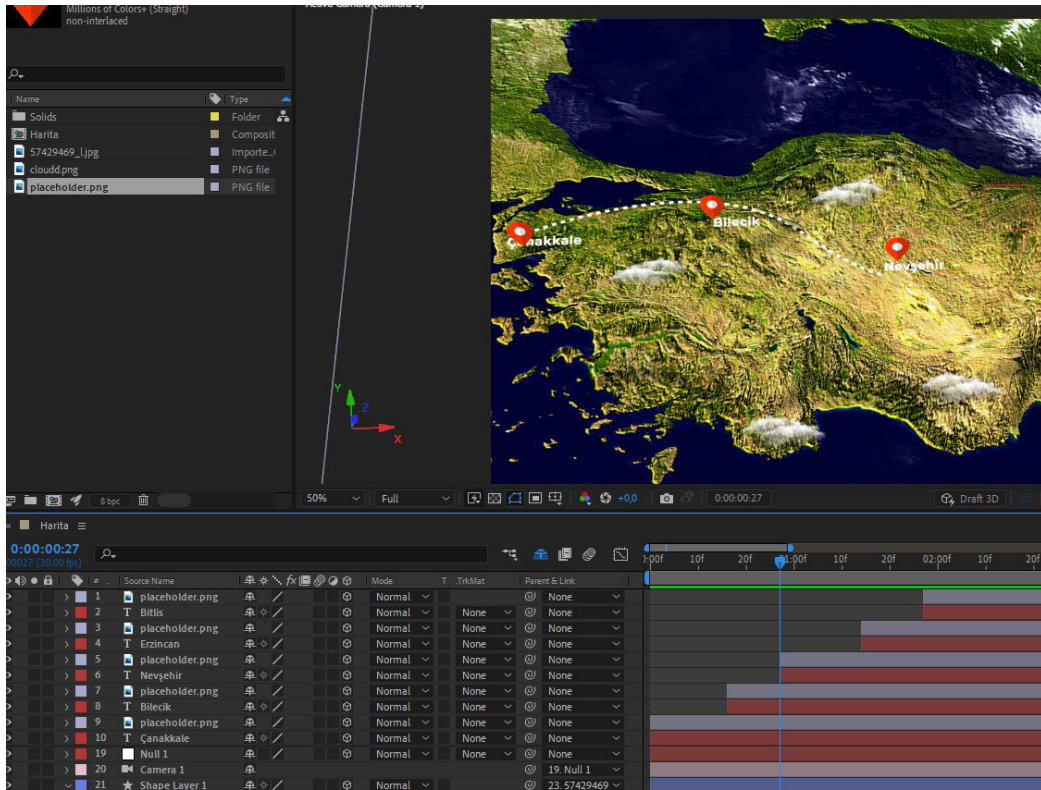 Millions of Colors+ (Straight)
non-interlaced
Active Camera (Camera 1)
Name Type
Solids Folder
Harita Composit
57429469_l.jpg Importe
cloudd.png PNG file
placeholder.png PNG file
Çanakkale
Bilecik
Nevşehir
Y
Z
X
8 bpc
50% Full +0,0 0:00:00:27 Draft 3D
Harita
0:00:00:27
00027 (30.00 fps)
:00f 10f 20f 01:00f 10f 20f 02:00f 10f 20f
# Source Name fx Mode T .TrkMat Parent & Link
1 placeholder.png Normal None
2 T Bitlis Normal None None
3 placeholder.png Normal None None
4 T Erzincan Normal None None
5 placeholder.png Normal None None
6 T Nevşehir Normal None None
7 placeholder.png Normal None None
8 T Bilecik Normal None None
9 placeholder.png Normal None None
10 T Çanakkale Normal None None
19 Null 1 Normal None None
20 Camera 1 19. Null 1
21 Shape Layer 1 Normal 23. 57429469